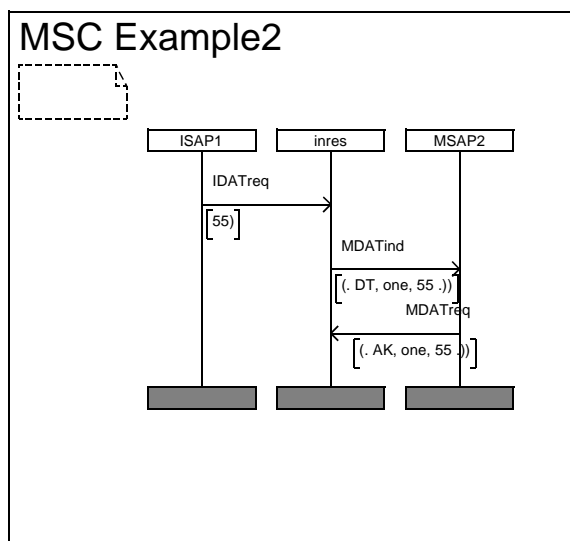 MSC Example2
ISAP1 inres MSAP2
IDATreq
55)
MDATind
(. DT, one, 55 .))
MDATreq
(. AK, one, 55 .))